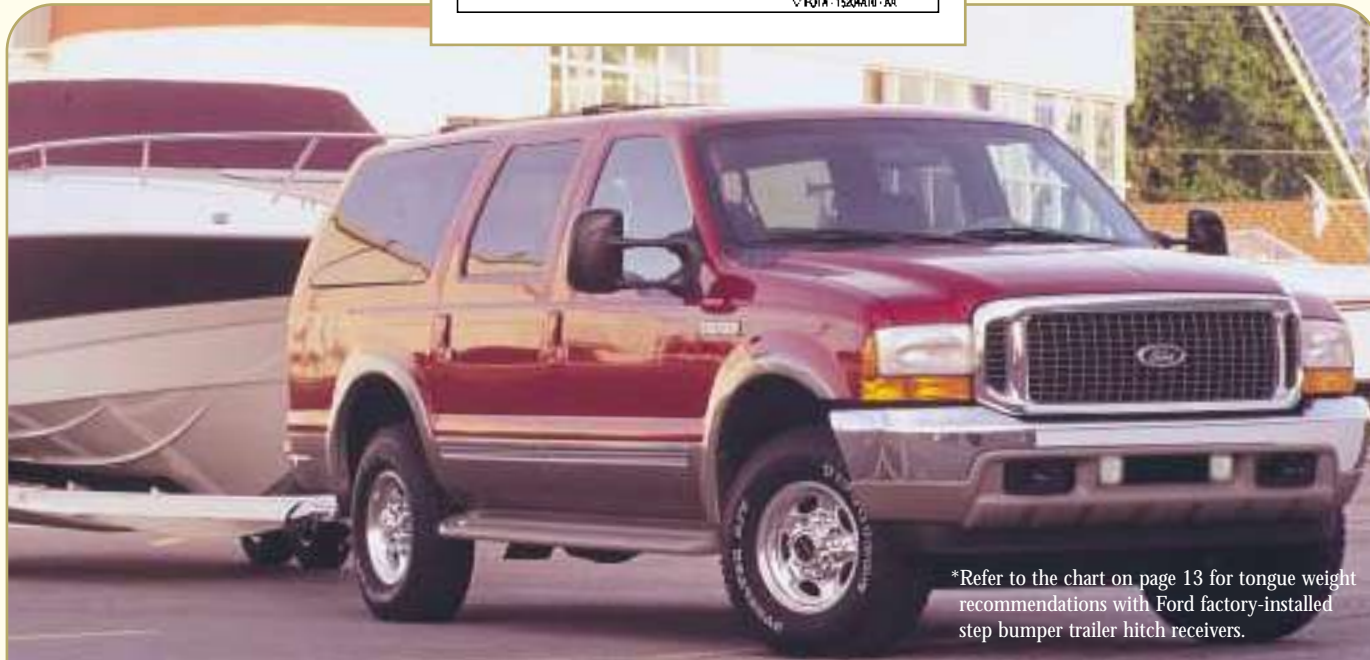 Ford
*Refer to the chart on page 13 for tongue weight
recommendations with Ford factory-installed
step bumper trailer hitch receivers.